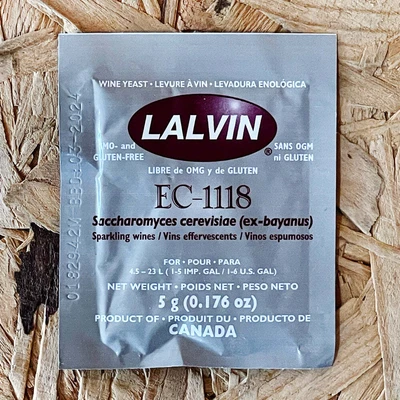 WINE YEAST • LEVURE À VIN • LEVADURA ENOLÓGICA
LALVIN®
GMO- and GLUTEN-FREE
SANS OGM ni GLUTEN
LIBRE de OMG y de GLUTEN
EC-1118
Saccharomyces cerevisiae (ex-bayanus)
Sparkling wines / Vins effervescents / Vinos espumosos
FOR • POUR • PARA
4.5 – 23 L ( 1-5 IMP. GAL / 1-6 U.S. GAL)
NET WEIGHT • POIDS NET • PESO NETO
5 g (0.176 oz)
PRODUCT OF • PRODUIT DU • PRODUCTO DE
CANADA